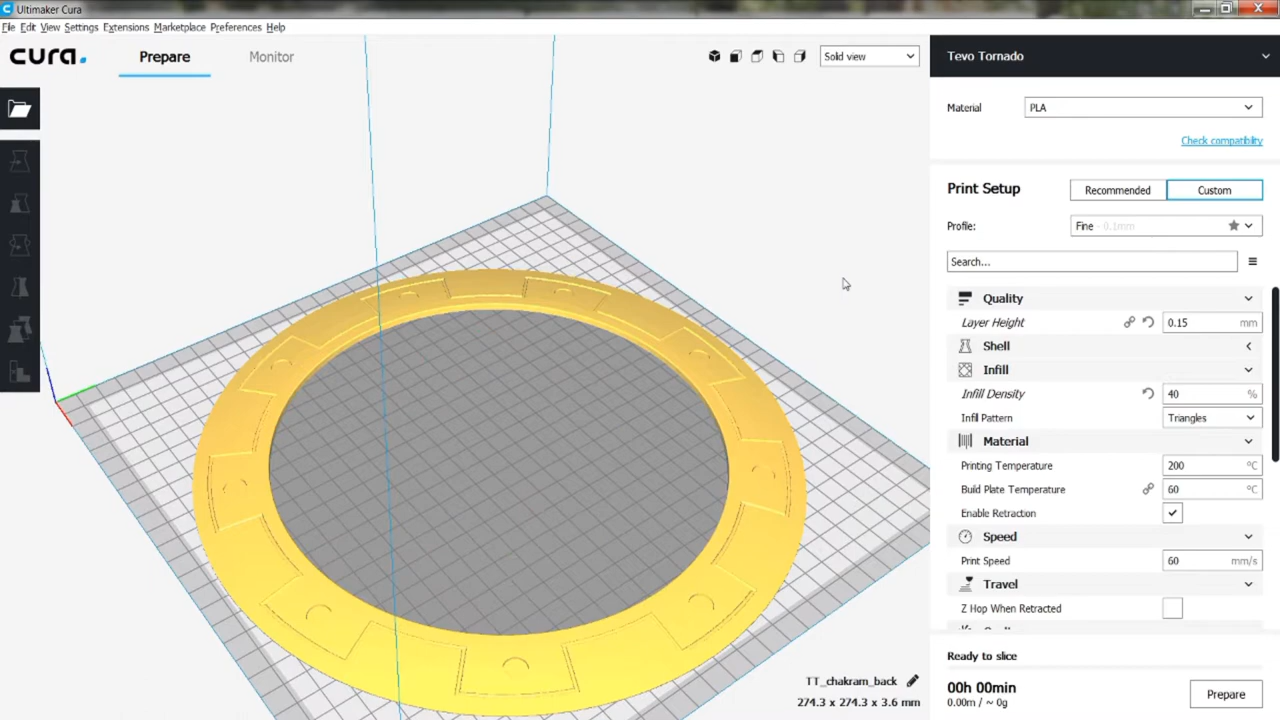 Ultimaker Cura
File Edit View Settings Extensions Marketplace Preferences Help
cura.
Prepare
Monitor
Solid view
Tevo Tornado
Material
PLA
Check compatibility
Print Setup
Recommended
Custom
Profile:
Fine - 0.1mm
Search...
Quality
Layer Height
0.15 mm
Shell
Infill
Infill Density
40 %
Infill Pattern
Triangles
Material
Printing Temperature
200 °C
Build Plate Temperature
60 °C
Enable Retraction
Speed
Print Speed
60 mm/s
Travel
Z Hop When Retracted
Ready to slice
00h 00min
0.00m / ~ 0g
Prepare
TT_chakram_back
274.3 x 274.3 x 3.6 mm